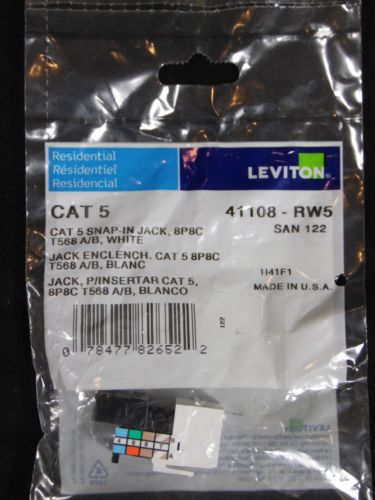 Residential
Résidentiel
Residencial
LEVITON®
CAT 5
41108 - RW5
SAN 122
CAT 5 SNAP-IN JACK, 8P8C
T568 A/B, WHITE
JACK ENCLENCH. CAT 5 8P8C
T568 A/B, BLANC
JACK, P/INSERTAR CAT 5,
8P8C T568 A/B, BLANCO
1I41F1
MADE IN U.S.A.
122
0 78477 82652 2
B
A